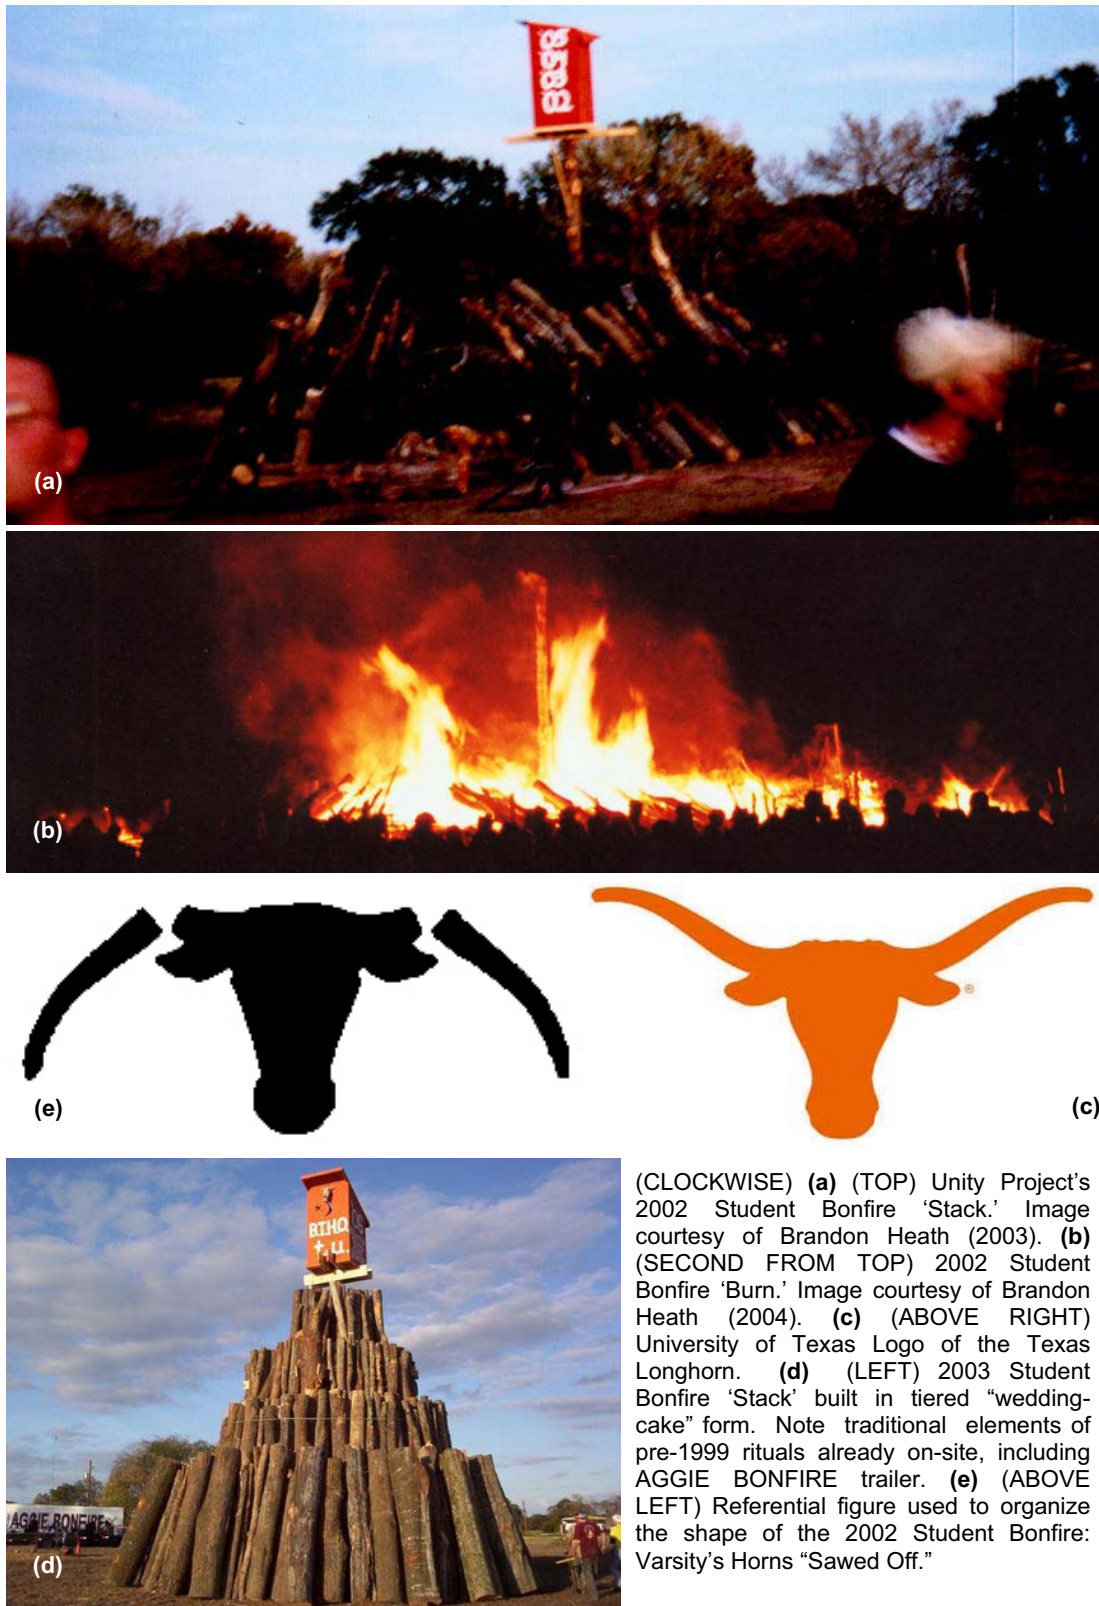 (a)
(b)
®
(e)
(c)
B.T.H.O.
t.u.
AGGIE BONFIRE
(d)
(CLOCKWISE) (a) (TOP) Unity Project's
2002 Student Bonfire ‘Stack.’ Image
courtesy of Brandon Heath (2003). (b)
(SECOND FROM TOP) 2002 Student
Bonfire ‘Burn.’ Image courtesy of Brandon
Heath (2004). (c) (ABOVE RIGHT)
University of Texas Logo of the Texas
Longhorn. (d) (LEFT) 2003 Student
Bonfire ‘Stack’ built in tiered “wedding-
cake” form. Note traditional elements of
pre-1999 rituals already on-site, including
AGGIE BONFIRE trailer. (e) (ABOVE
LEFT) Referential figure used to organize
the shape of the 2002 Student Bonfire:
Varsity's Horns “Sawed Off.”